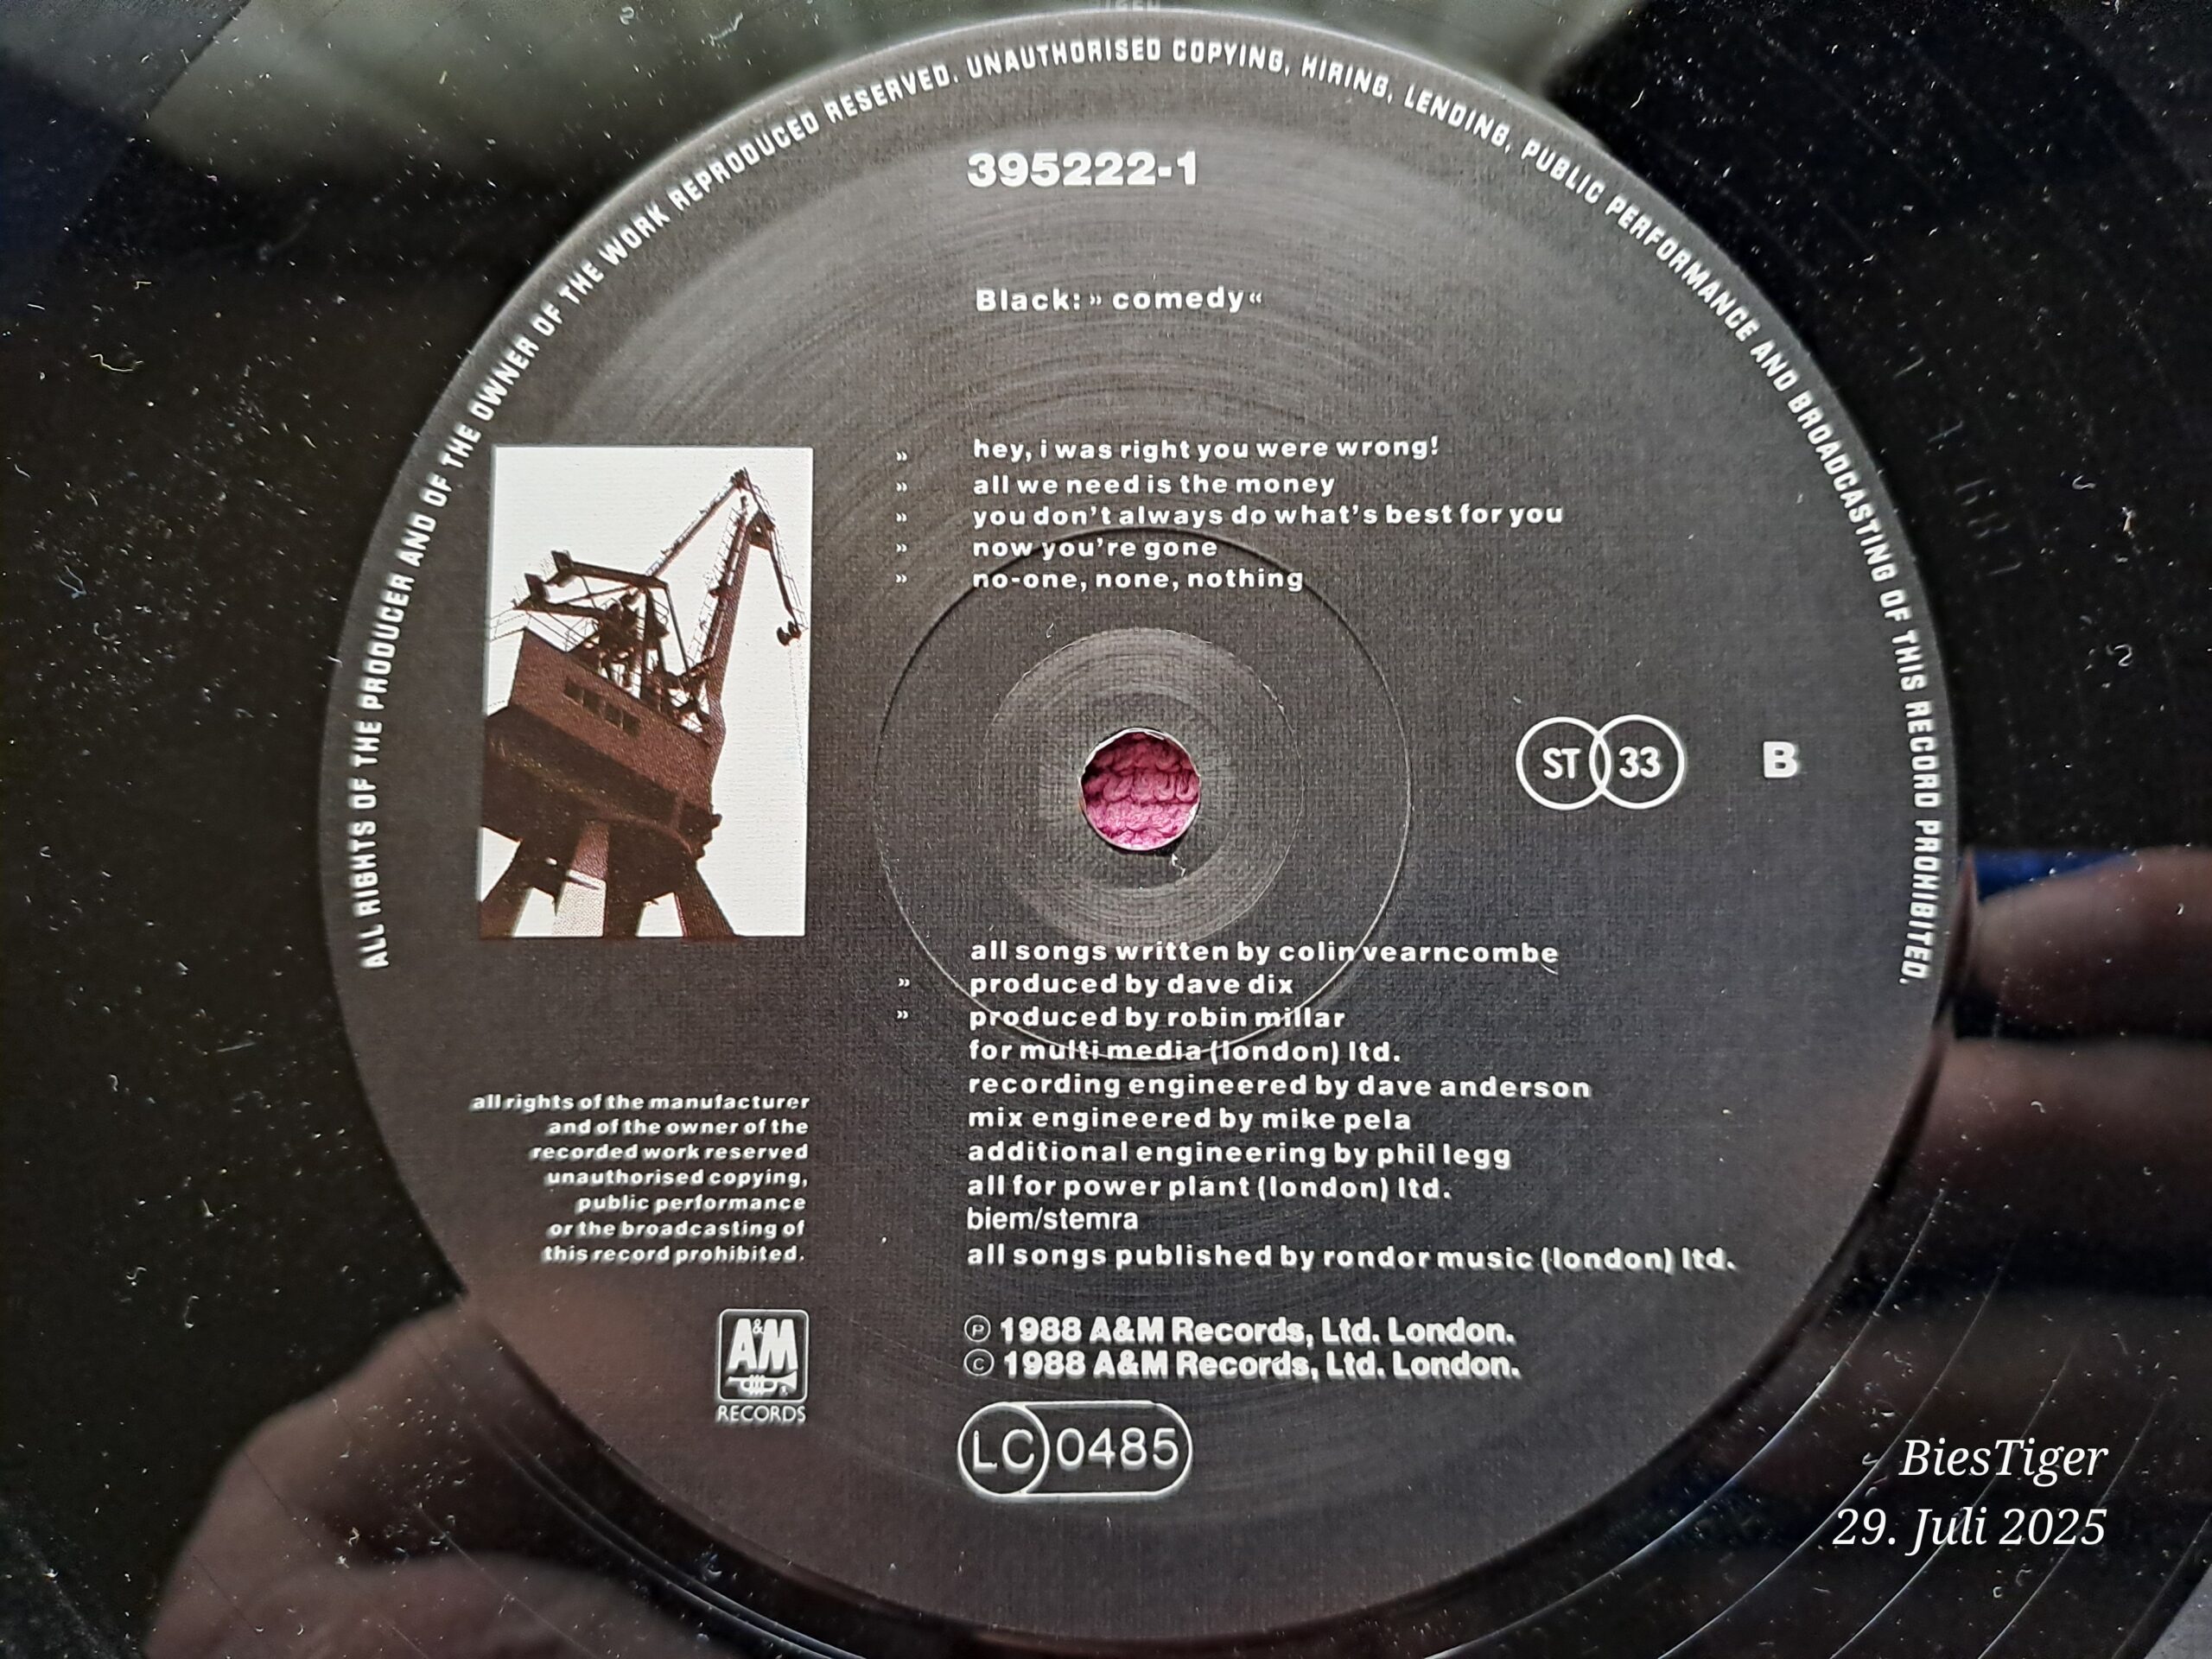 ALL RIGHTS OF THE PRODUCER AND OF THE OWNER OF THE WORK REPRODUCED RESERVED. UNAUTHORISED COPYING, HIRING, LENDING, PUBLIC PERFORMANCE AND BROADCASTING OF THIS RECORD PROHIBITED.
395222-1
Black: » comedy «
» hey, i was right you were wrong!
» all we need is the money
» you don't always do what's best for you
» now you're gone
» no-one, none, nothing
ST 33 B
all songs written by colin vearncombe
» produced by dave dix
» produced by robin millar
for multi media (london) ltd.
recording engineered by dave anderson
mix engineered by mike pela
additional engineering by phil legg
all for power plant (london) ltd.
biem/stemra
all songs published by rondor music (london) ltd.
all rights of the manufacturer
and of the owner of the
recorded work reserved
unauthorised copying,
public performance
or the broadcasting of
this record prohibited.
A&M
RECORDS
℗ 1988 A&M Records, Ltd. London.
© 1988 A&M Records, Ltd. London.
LC 0485
BiesTiger
29. Juli 2025